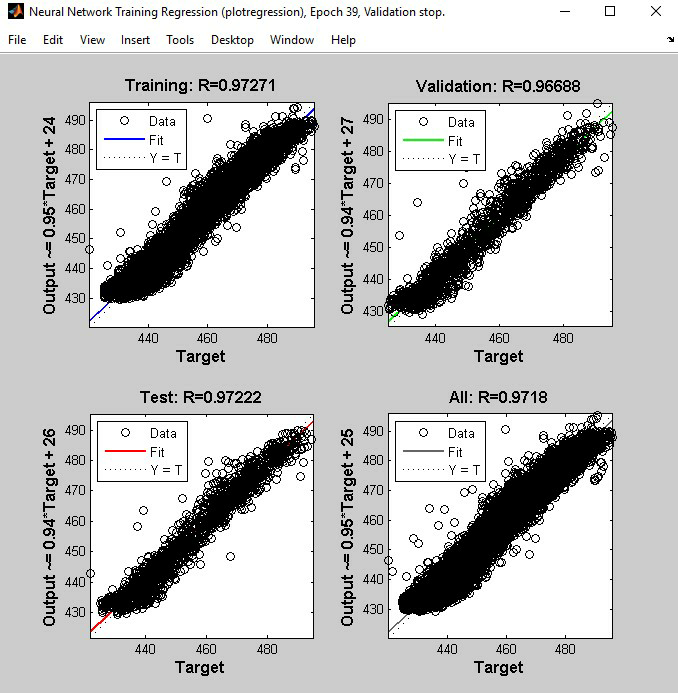 Neural Network Training Regression (plotregression), Epoch 39, Validation stop.
File Edit View Insert Tools Desktop Window Help
Training: R=0.97271
Output ~= 0.95*Target + 24
490
480
470
460
450
440
430
Data
Fit
Y = T
440 460 480
Target
Validation: R=0.96688
Output ~= 0.94*Target + 27
490
480
470
460
450
440
430
Data
Fit
Y = T
440 460 480
Target
Test: R=0.97222
Output ~= 0.94*Target + 26
490
480
470
460
450
440
430
Data
Fit
Y = T
440 460 480
Target
All: R=0.9718
Output ~= 0.95*Target + 25
490
480
470
460
450
440
430
Data
Fit
Y = T
440 460 480
Target